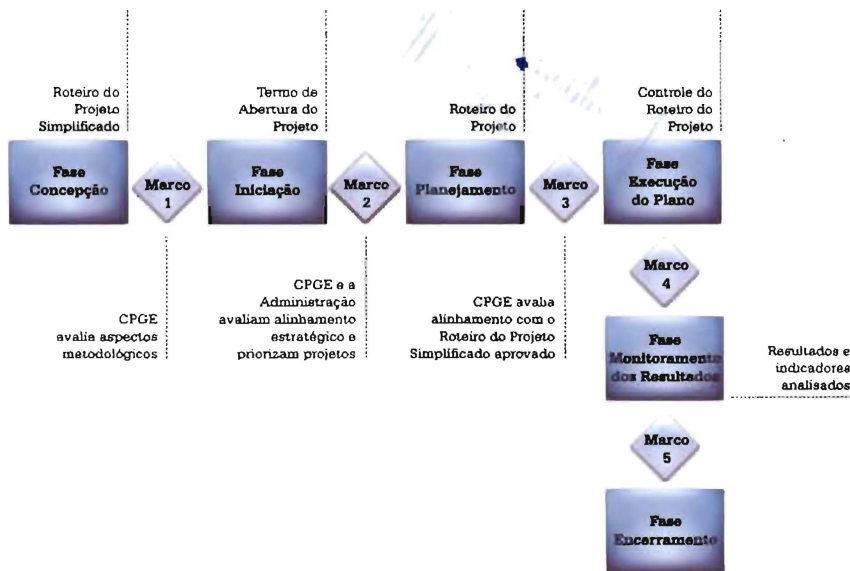 Roteiro do
Projeto
Simplificado
Termo de
Abertura do
Projeto
Roteiro do
Projeto
Controle do
Roteiro do
Projeto
Fase
Concepção
Marco
1
Fase
Iniciação
Marco
2
Fase
Planejamento
Marco
3
Fase
Execução
do Plano
CPGE
avalia aspectos
metodológicos
CPGE e a
Administração
avaliam alinhamento
estratégico e
priorizam projetos
CPGE avalia
alinhamento com o
Roteiro do Projeto
Simplificado aprovado
Marco
4
Fase
Monitoramento
dos Resultados
Resultados e
indicadores
analisados
Marco
5
Fase
Encerramento